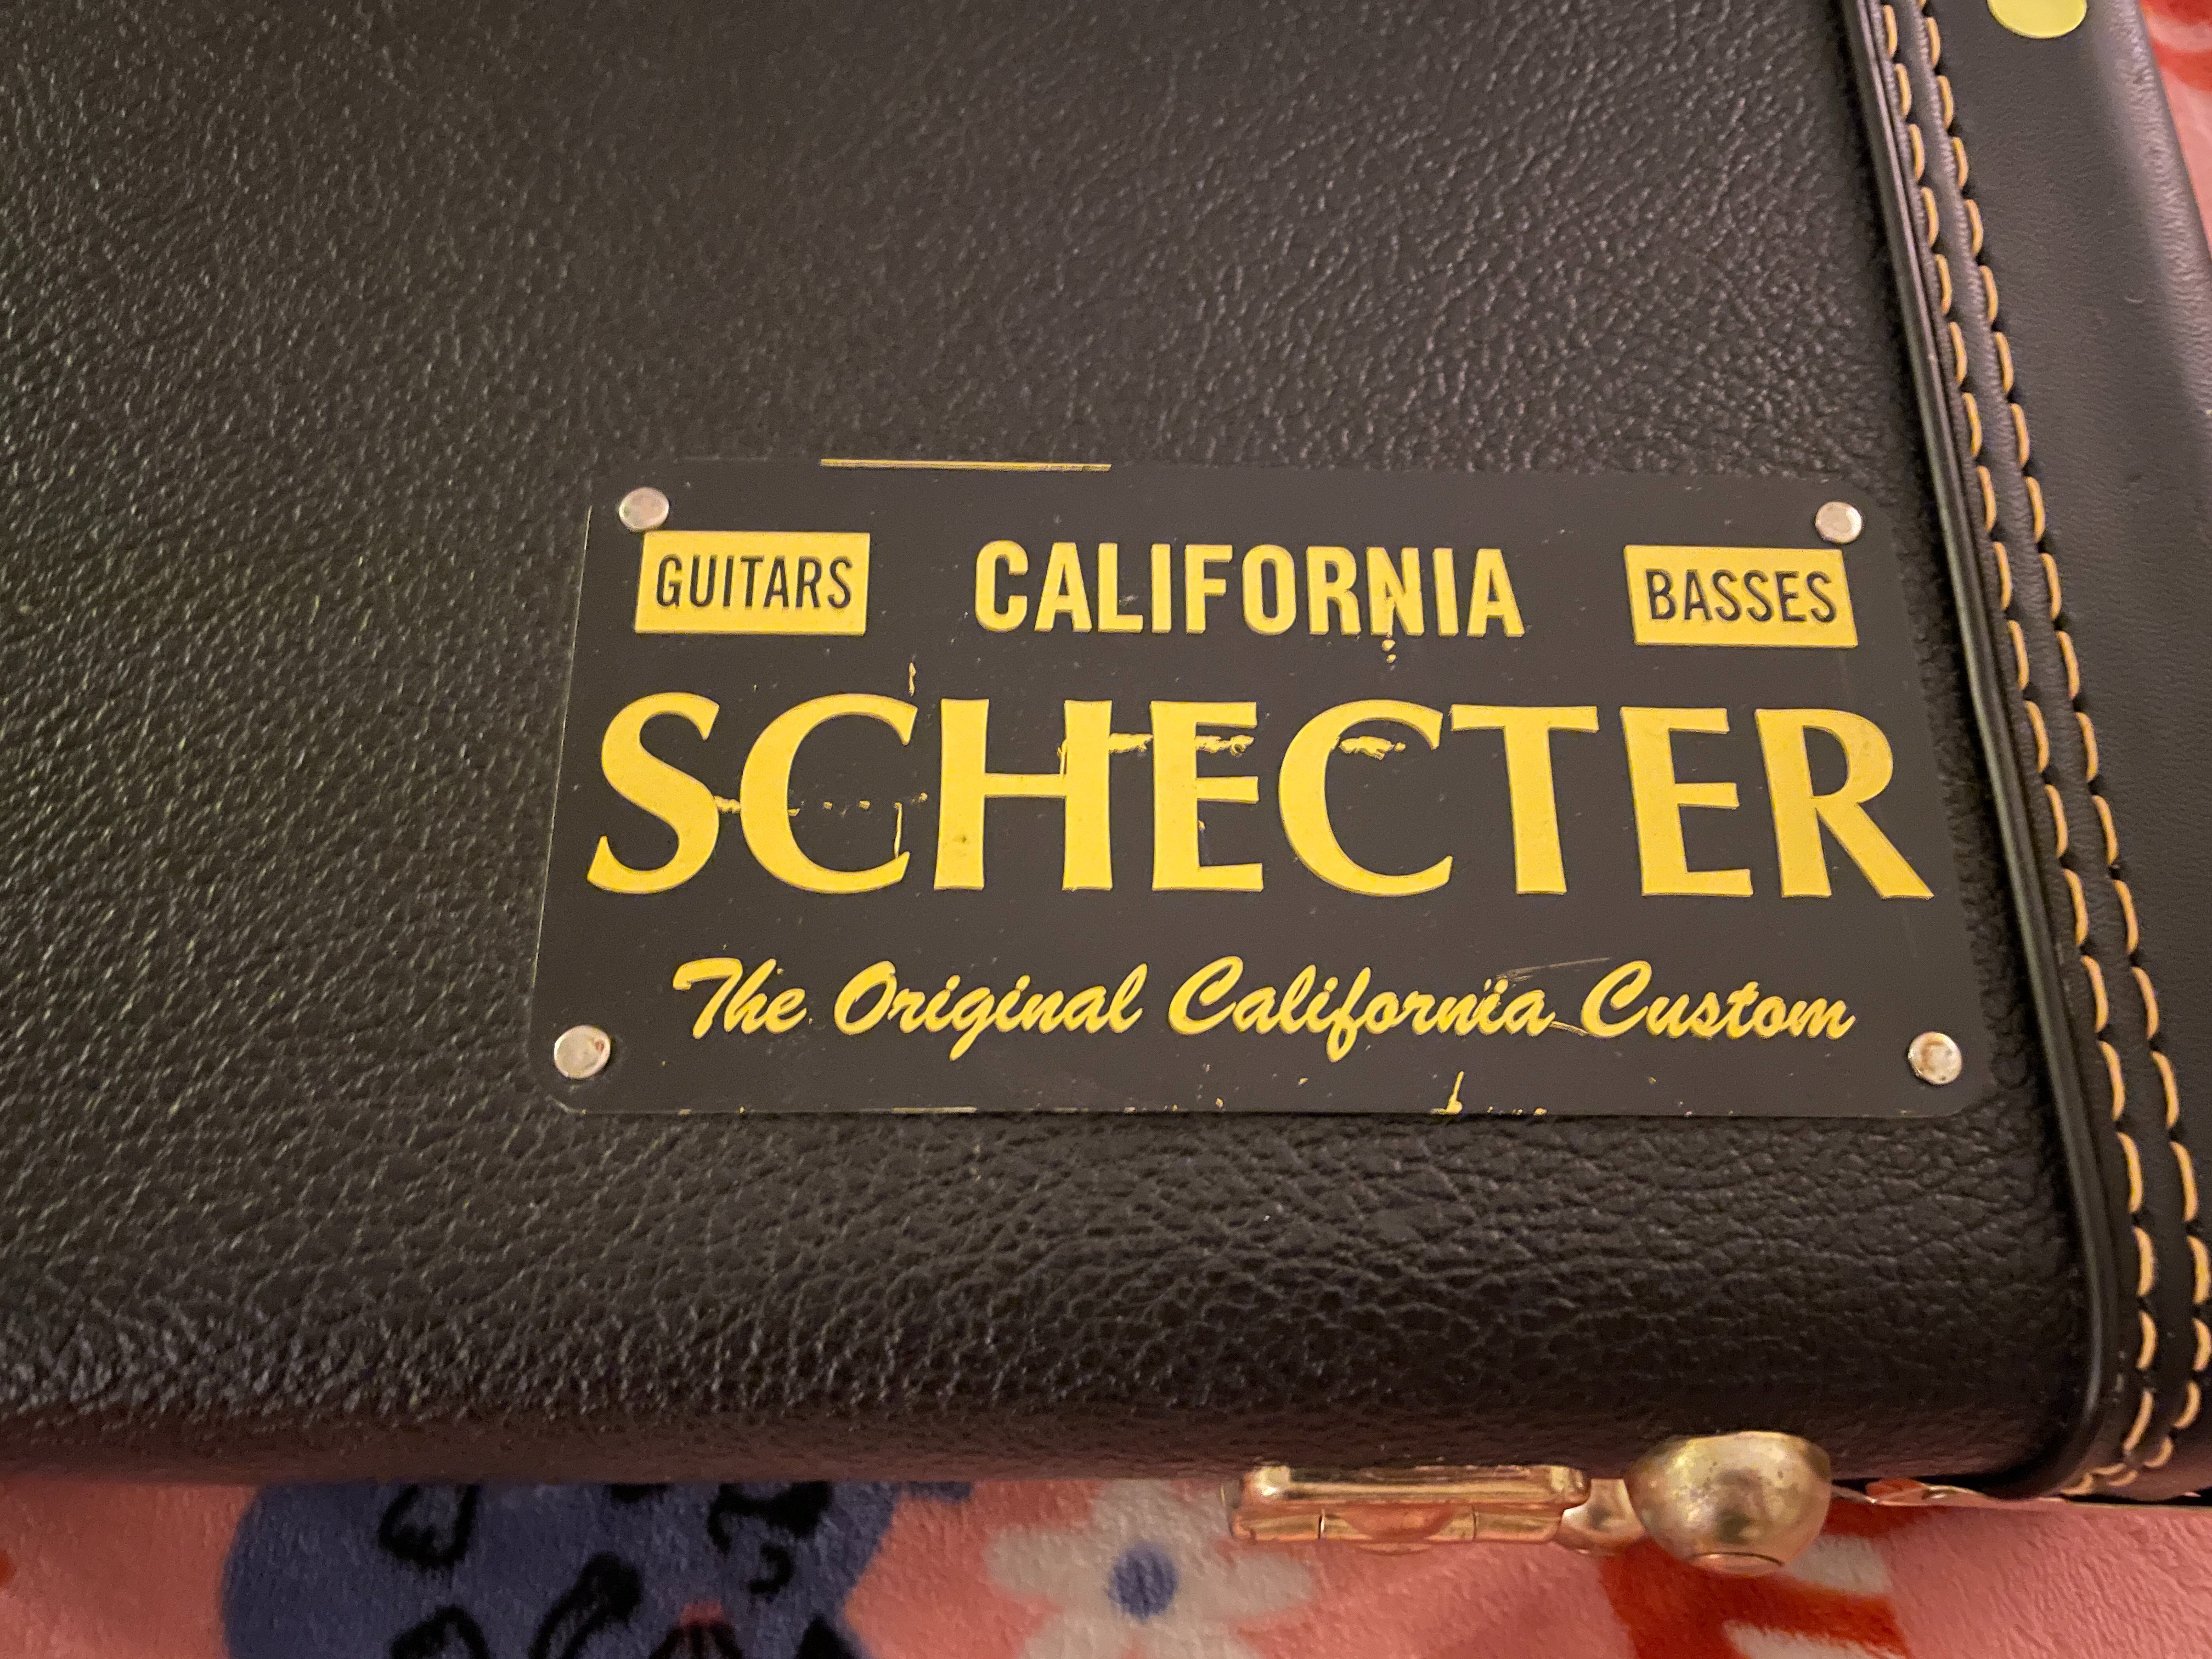 GUITARS CALIFORNIA BASSES
SCHECTER
The Original California Custom